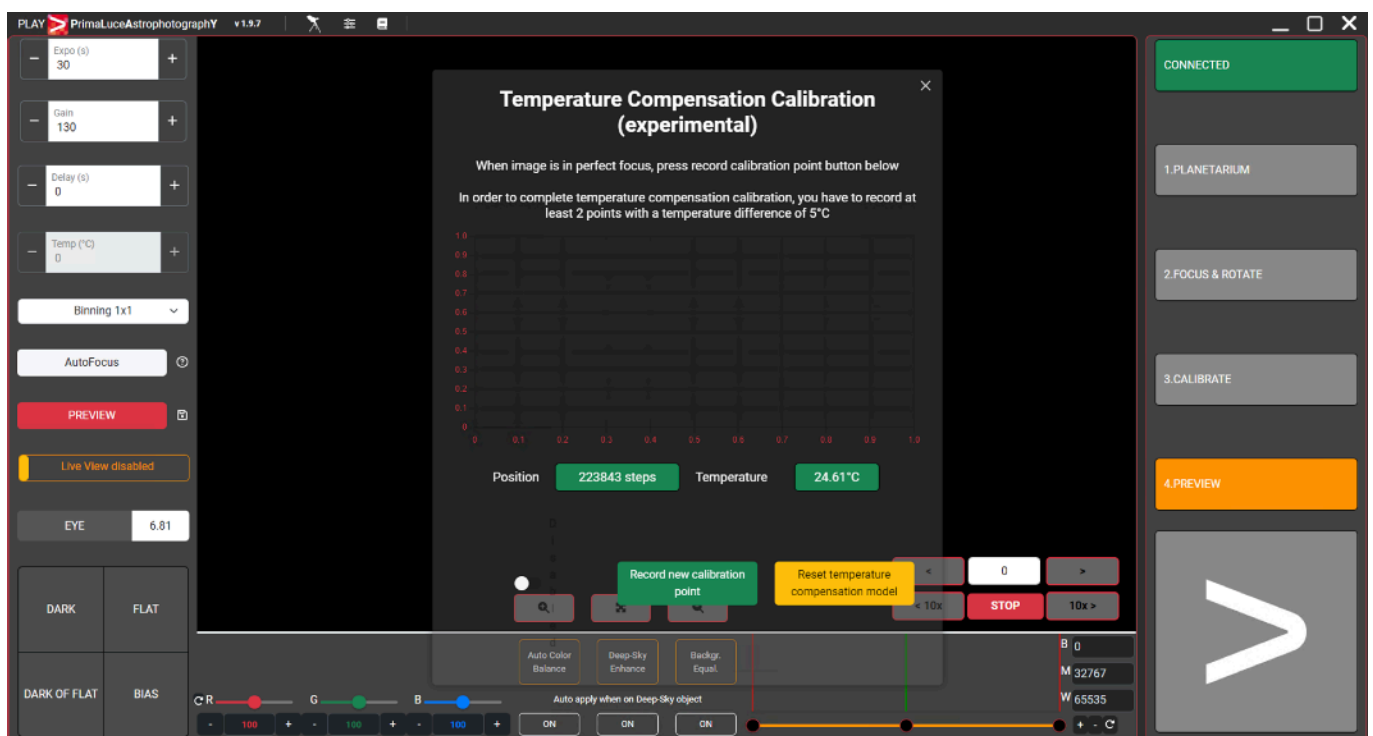 PLAY PrimaLuceAstrophotographY v1.9.7
Expo (s)
- 30 +
Gain
- 130 +
Delay (s)
- 0 +
Temp (°C)
- 0 +
Binning 1x1
AutoFocus
PREVIEW
Live View disabled
EYE 6.81
DARK FLAT
DARK OF FLAT BIAS
Temperature Compensation Calibration
(experimental)
When image is in perfect focus, press record calibration point button below
In order to complete temperature compensation calibration, you have to record at
least 2 points with a temperature difference of 5°C
1.0
0.9
0.8
0.7
0.6
0.5
0.4
0.3
0.2
0.1
0
0 0.1 0.2 0.3 0.4 0.5 0.6 0.7 0.8 0.9 1.0
Position 223843 steps Temperature 24.61°C
Record new calibration
point
Reset temperature
compensation model
< 0 >
< 10x STOP 10x >
Auto Color
Balance
Deep-Sky
Enhance
Backgr.
Equal.
Auto apply when on Deep-Sky object
ON ON ON
R G B
- 100 + - 100 + - 100 +
B 0
M 32767
W 65535
+ -
CONNECTED
1.PLANETARIUM
2.FOCUS & ROTATE
3.CALIBRATE
4.PREVIEW